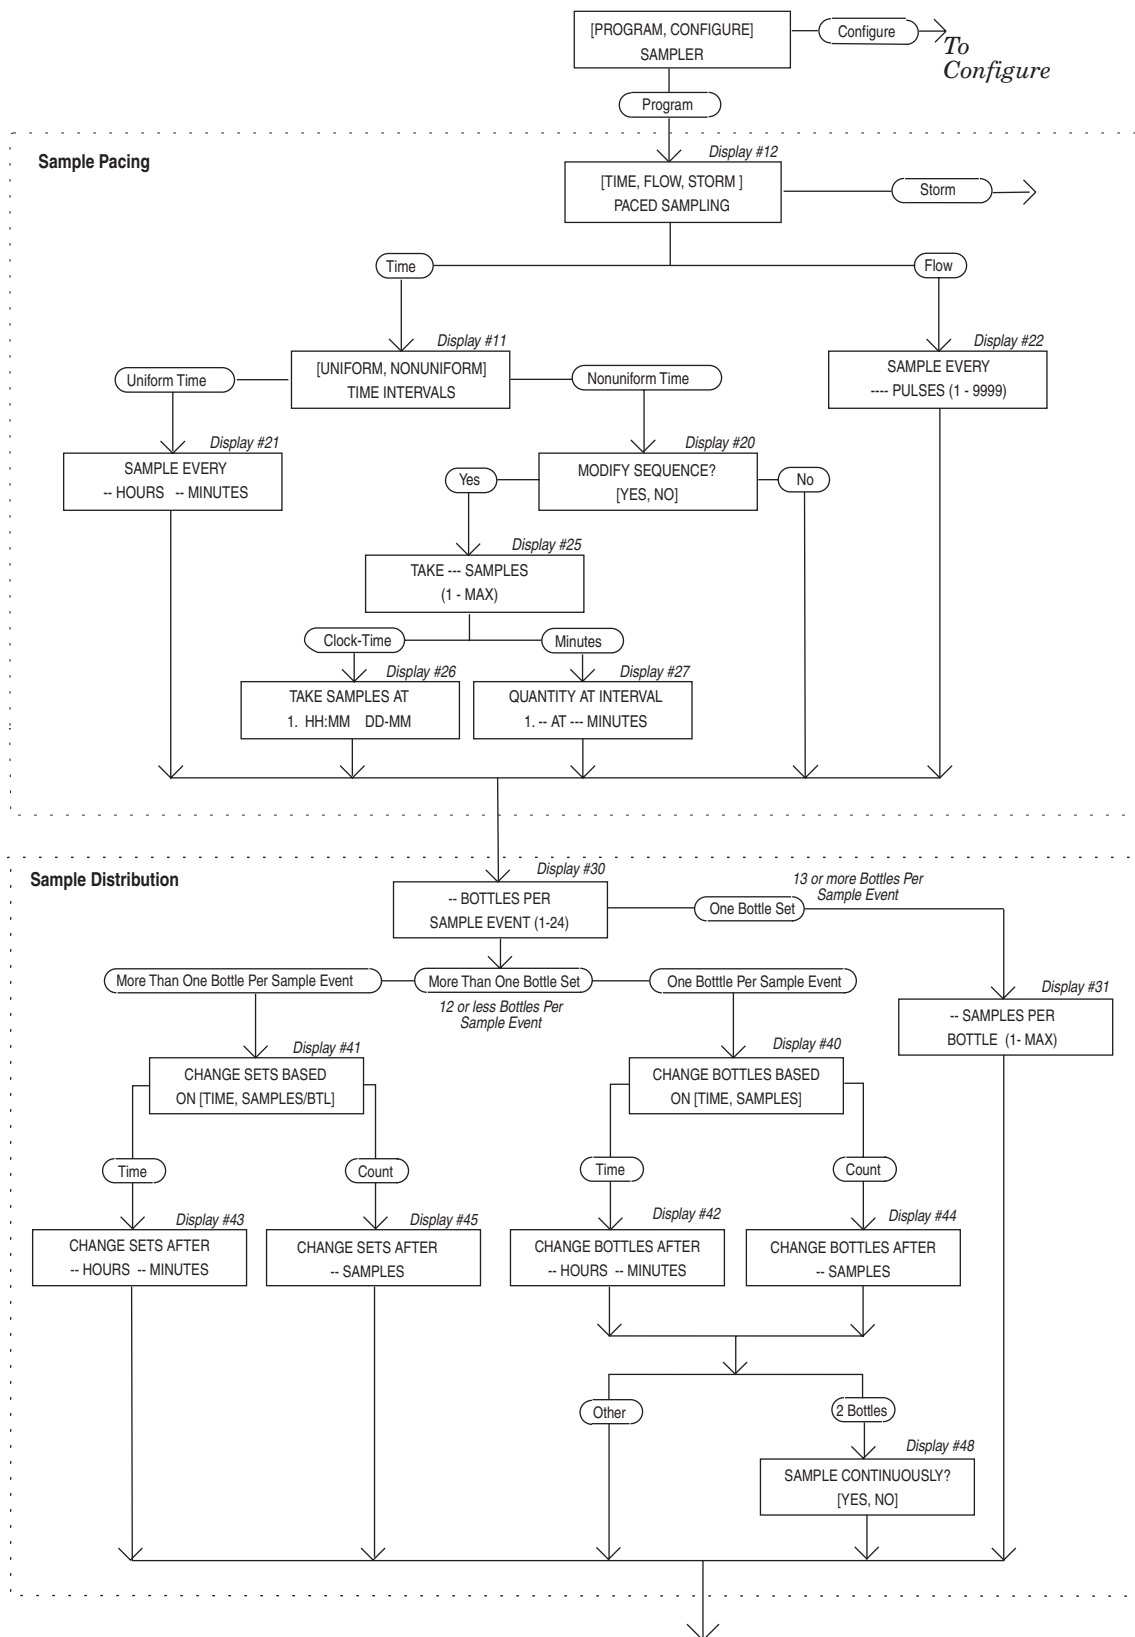 [PROGRAM, CONFIGURE]
SAMPLER
Configure
To
Configure
Program
Sample Pacing
Display #12
[TIME, FLOW, STORM ]
PACED SAMPLING
Storm
Time
Flow
Display #11
[UNIFORM, NONUNIFORM]
TIME INTERVALS
Display #22
SAMPLE EVERY
---- PULSES (1 - 9999)
Uniform Time
Nonuniform Time
Display #21
SAMPLE EVERY
-- HOURS -- MINUTES
Display #20
MODIFY SEQUENCE?
[YES, NO]
Yes
No
Display #25
TAKE --- SAMPLES
(1 - MAX)
Clock-Time
Minutes
Display #26
TAKE SAMPLES AT
1. HH:MM DD-MM
Display #27
QUANTITY AT INTERVAL
1. -- AT --- MINUTES
Sample Distribution
Display #30
-- BOTTLES PER
SAMPLE EVENT (1-24)
One Bottle Set
13 or more Bottles Per
Sample Event
More Than One Bottle Per Sample Event
More Than One Bottle Set
One Botttle Per Sample Event
12 or less Bottles Per
Sample Event
Display #31
-- SAMPLES PER
BOTTLE (1- MAX)
Display #41
CHANGE SETS BASED
ON [TIME, SAMPLES/BTL]
Display #40
CHANGE BOTTLES BASED
ON [TIME, SAMPLES]
Time
Count
Time
Count
Display #43
CHANGE SETS AFTER
-- HOURS -- MINUTES
Display #45
CHANGE SETS AFTER
-- SAMPLES
Display #42
CHANGE BOTTLES AFTER
-- HOURS -- MINUTES
Display #44
CHANGE BOTTLES AFTER
-- SAMPLES
Other
2 Bottles
Display #48
SAMPLE CONTINUOUSLY?
[YES, NO]